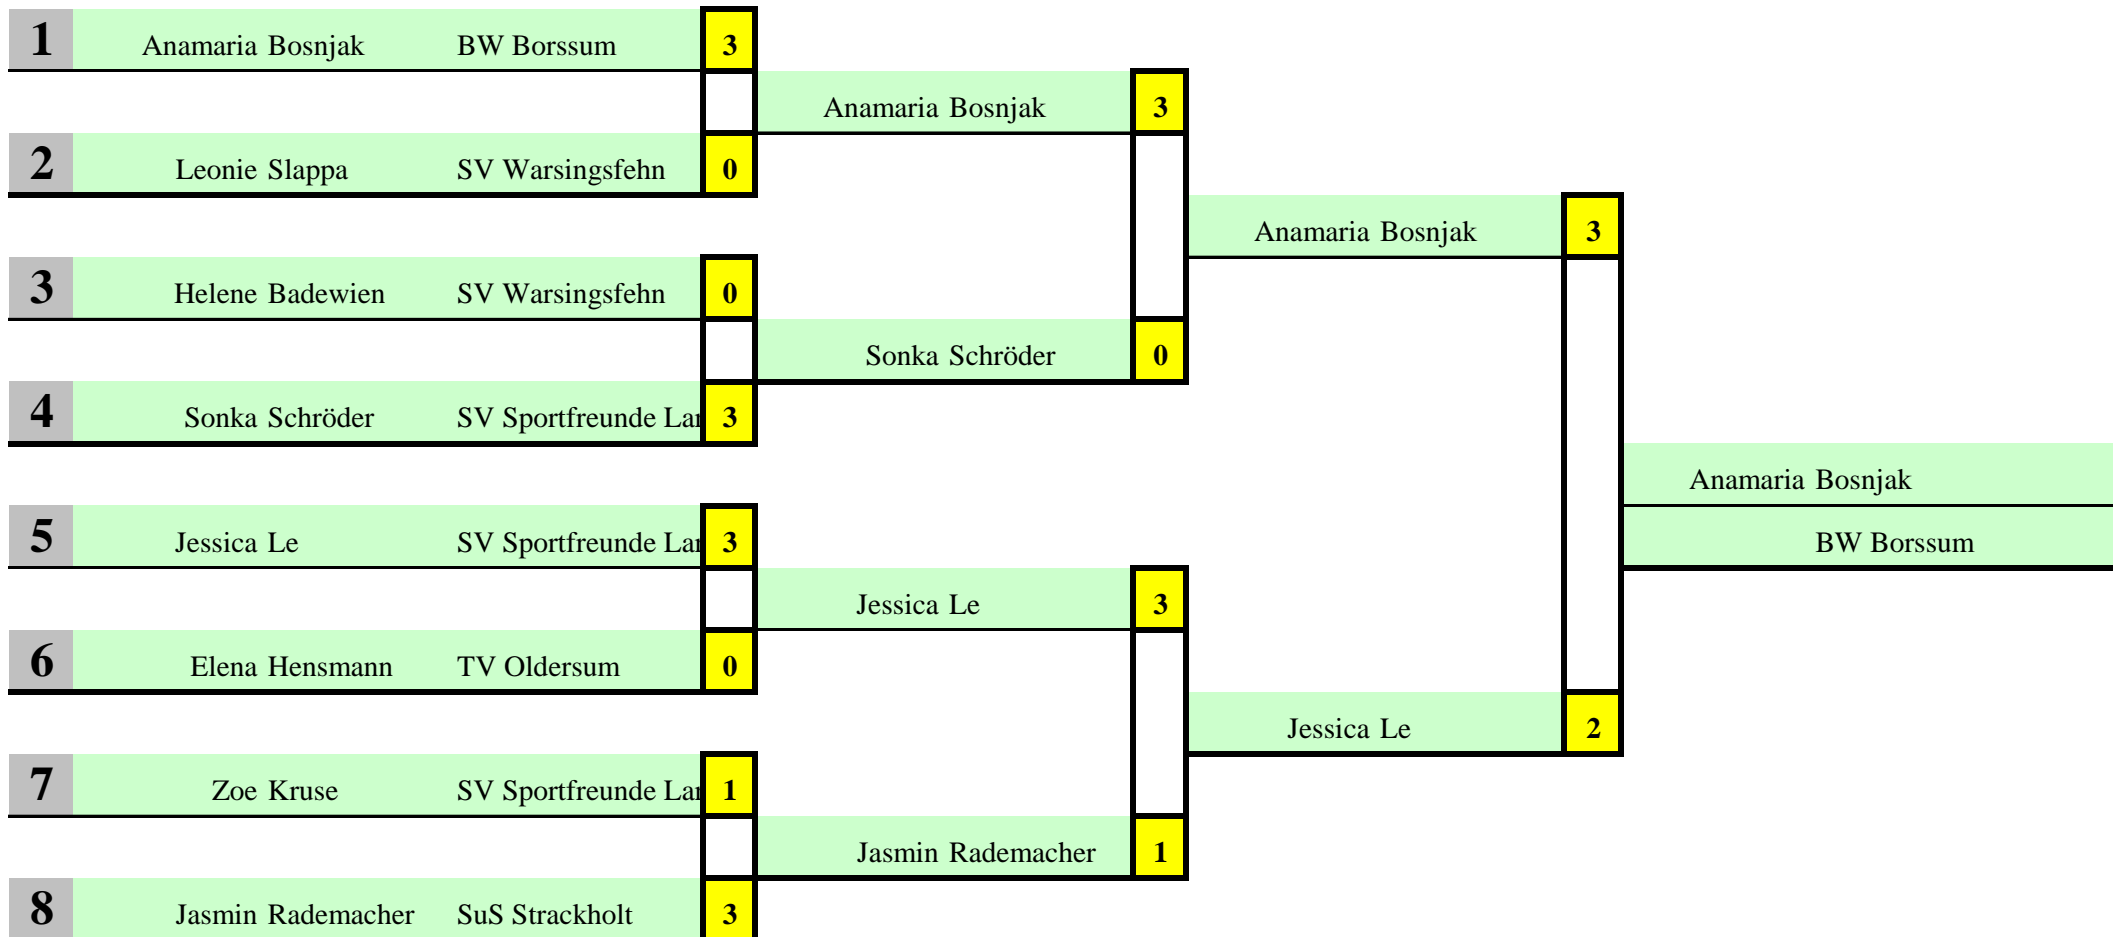 1 Anamaria Bosnjak BW Borssum 3
Anamaria Bosnjak 3
2 Leonie Slappa SV Warsingsfehn 0
Anamaria Bosnjak 3
3 Helene Badewien SV Warsingsfehn 0
Sonka Schröder 0
4 Sonka Schröder SV Sportfreunde Lar 3
Anamaria Bosnjak
5 Jessica Le SV Sportfreunde Lar 3
BW Borssum
Jessica Le 3
6 Elena Hensmann TV Oldersum 0
Jessica Le 2
7 Zoe Kruse SV Sportfreunde Lar 1
Jasmin Rademacher 1
8 Jasmin Rademacher SuS Strackholt 3